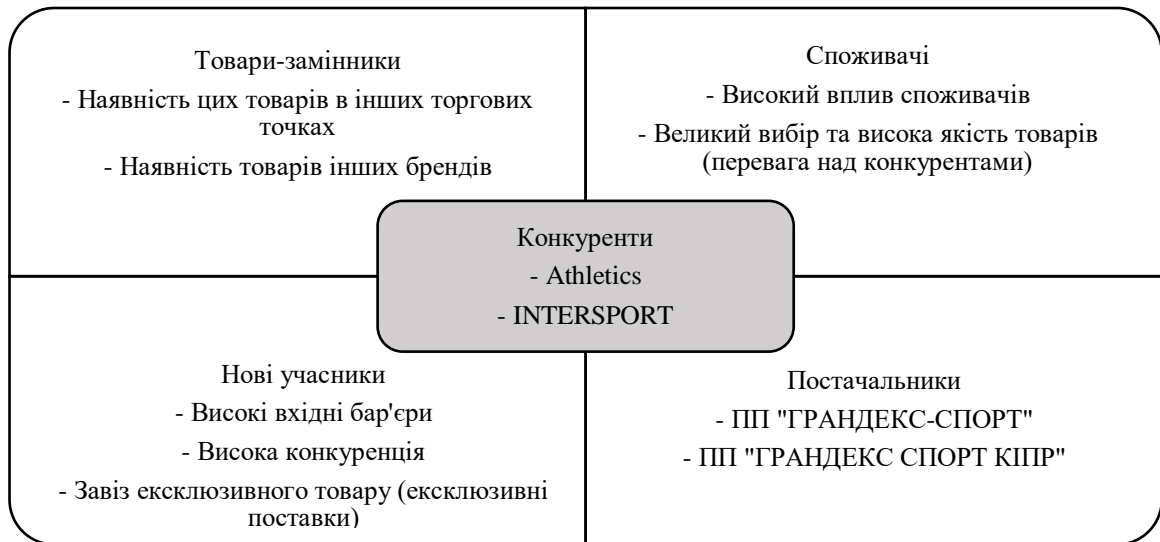 Товари-замінники
- Наявність цих товарів в інших торгових
точках
- Наявність товарів інших брендів
Споживачі
- Високий вплив споживачів
- Великий вибір та висока якість товарів
(перевага над конкурентами)
Конкуренти
- Athletics
- INTERSPORT
Нові учасники
- Високі вхідні бар'єри
- Висока конкуренція
- Завіз ексклюзивного товару (ексклюзивні
поставки)
Постачальники
- ПП "ГРАНДЕКС-СПОРТ"
- ПП "ГРАНДЕКС СПОРТ КІПР"